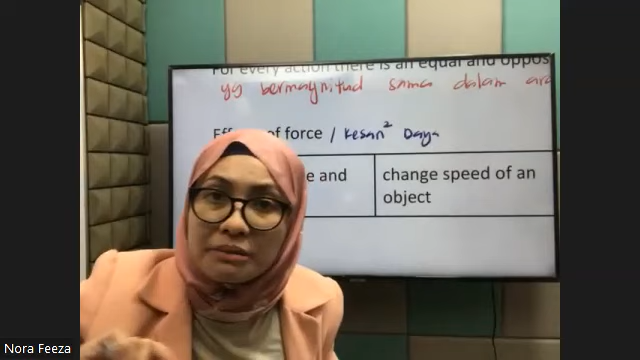 For every action there is an equal and oppos
yg bermagnitud sama dalam ara
Effect of force / Kesan² Daya
e and
change speed of an
object
Nora Feeza